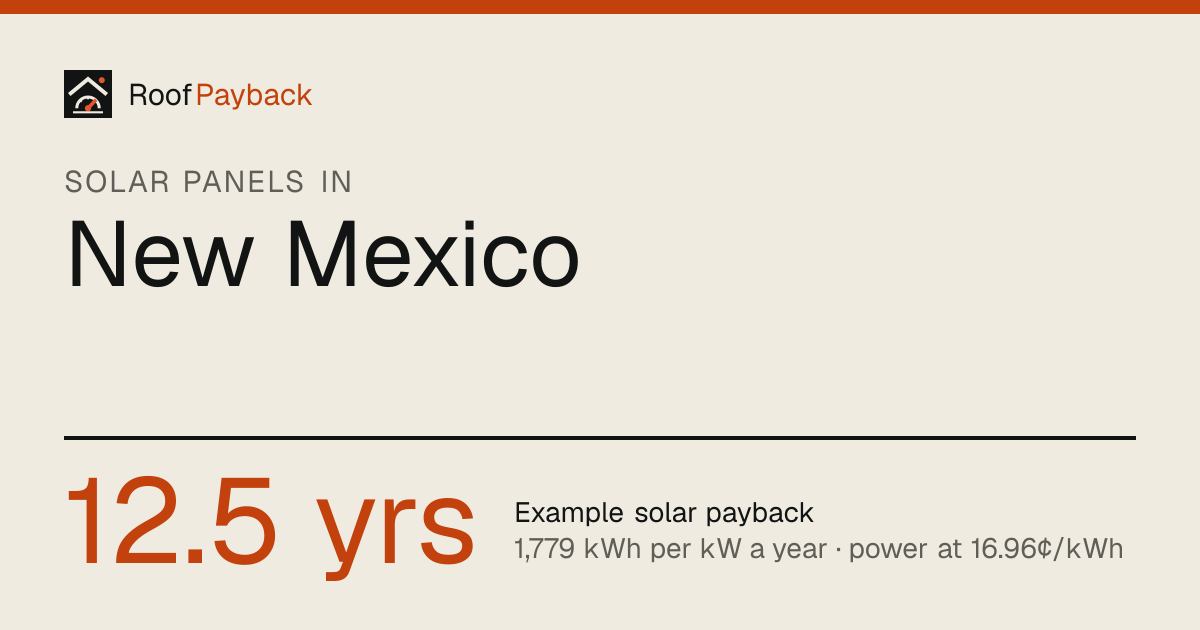 RoofPayback
SOLAR PANELS IN
New Mexico
12.5 yrs
Example solar payback
1,779 kWh per kW a year · power at 16.96¢/kWh